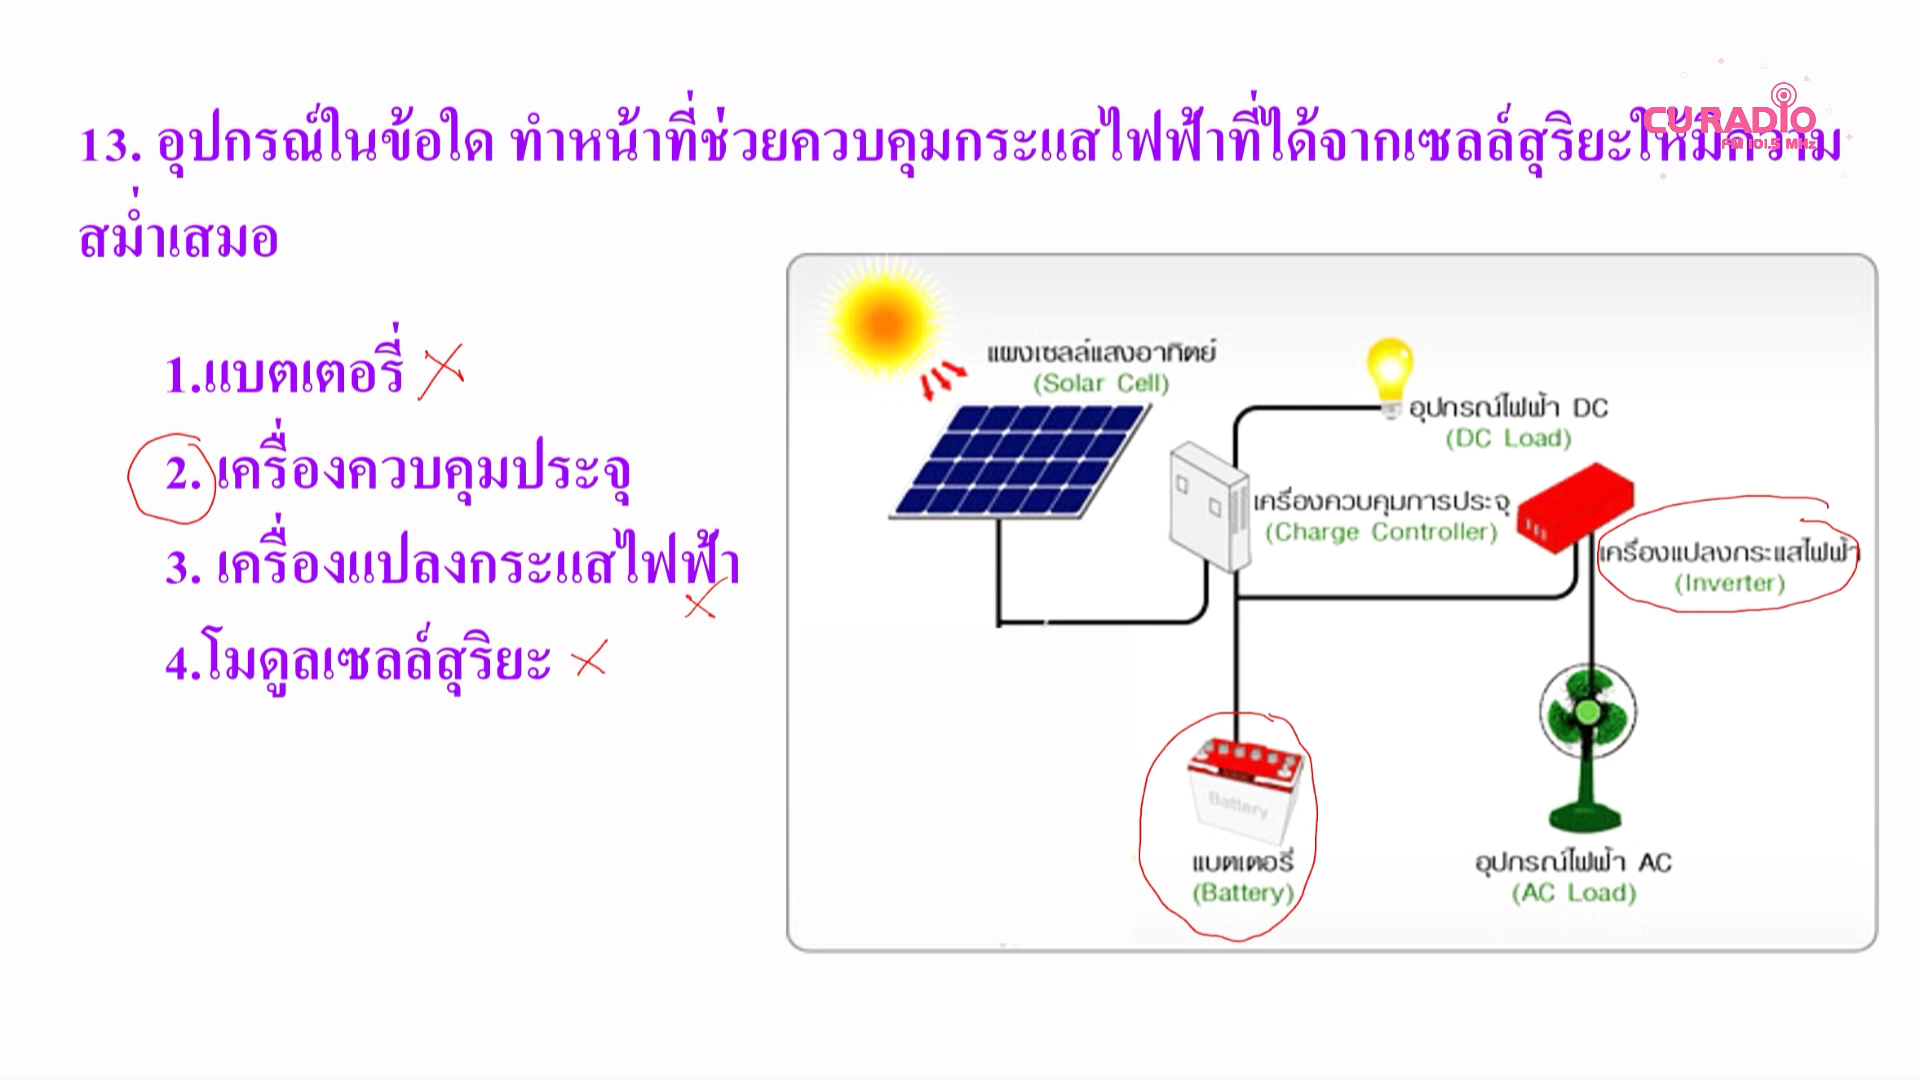 CURADIO
FM 101.5 MHz
13. อุปกรณ์ในข้อใด ทำหน้าที่ช่วยควบคุมกระแสไฟฟ้าที่ได้จากเซลล์สุริยะให้มีความ
สม่ำเสมอ
1.แบตเตอรี่
2. เครื่องควบคุมประจุ
3. เครื่องแปลงกระแสไฟฟ้า
4.โมดูลเซลล์สุริยะ
แผงเซลล์แสงอาทิตย์
(Solar Cell)
อุปกรณ์ไฟฟ้า DC
(DC Load)
เครื่องควบคุมการประจุ
(Charge Controller)
เครื่องแปลงกระแสไฟฟ้า
(Inverter)
Battery
แบตเตอรี่
(Battery)
อุปกรณ์ไฟฟ้า AC
(AC Load)